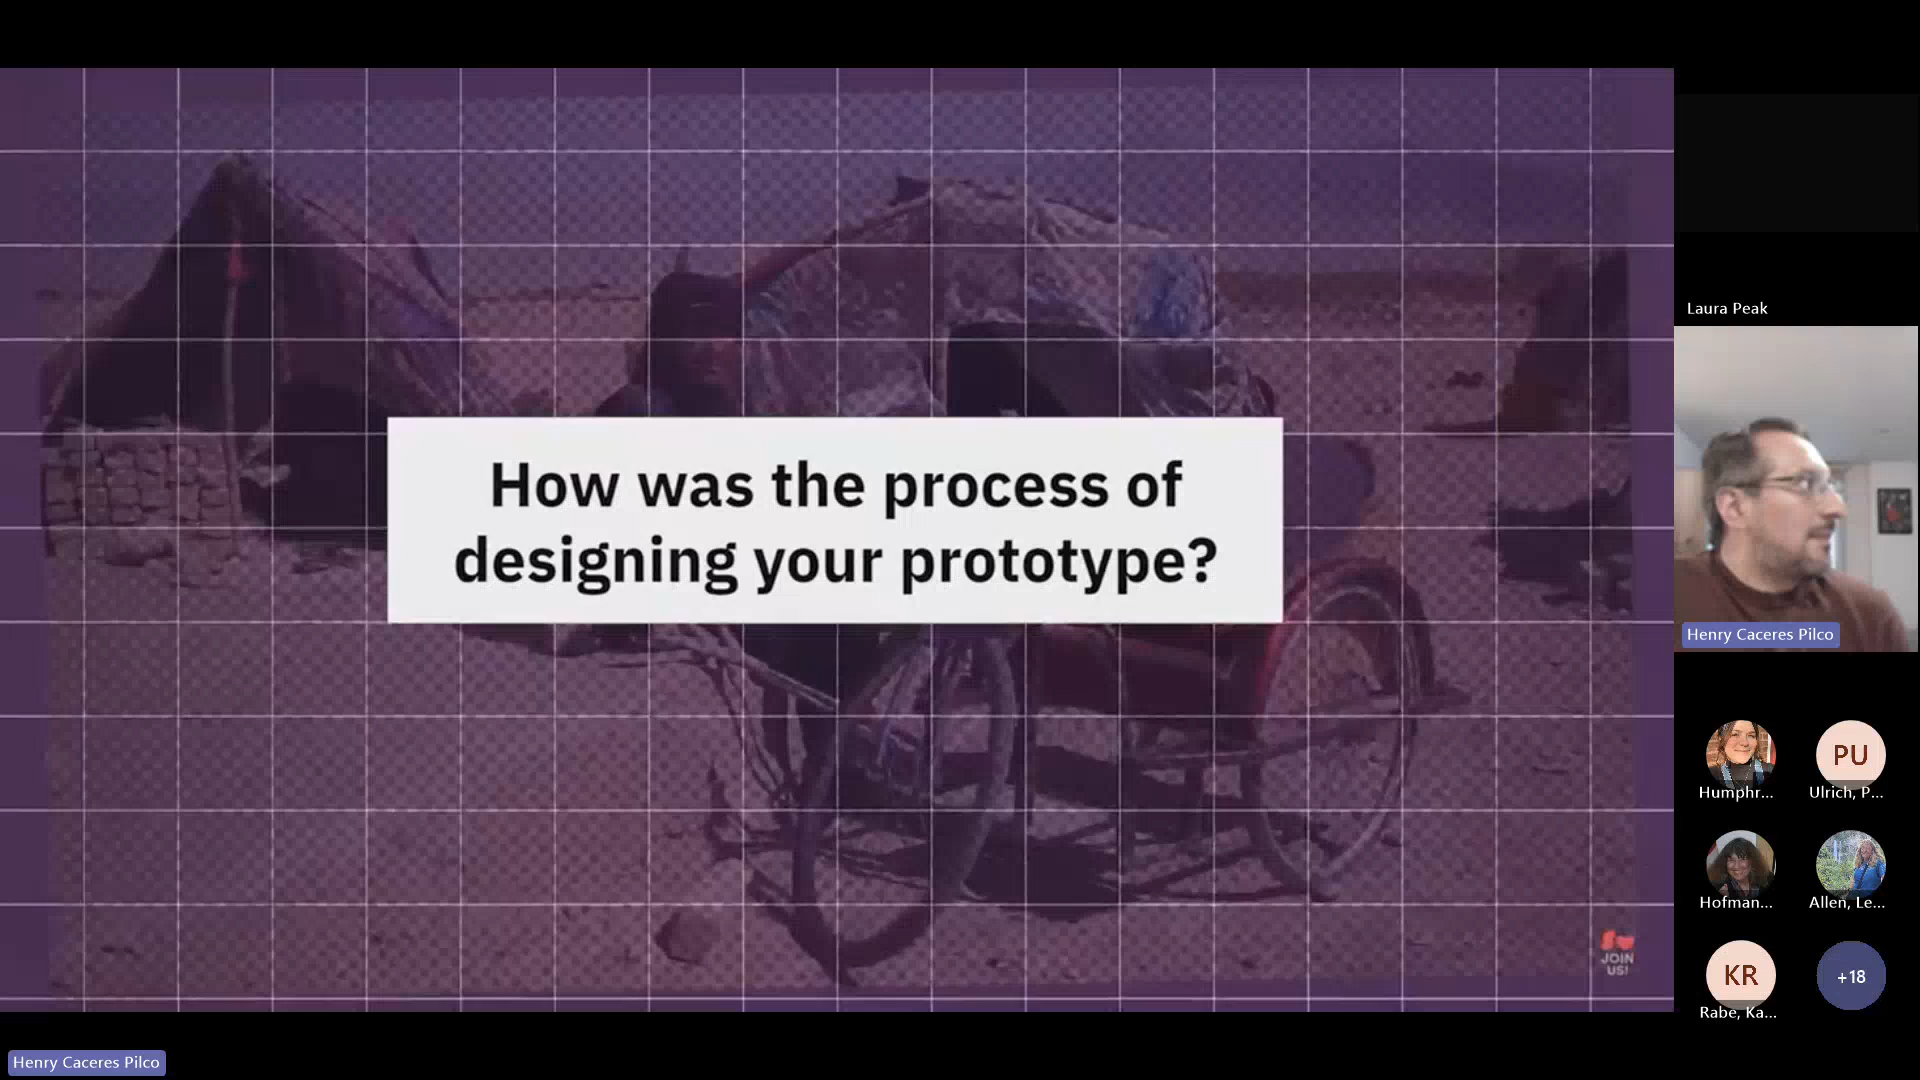 How was the process of
designing your prototype?
JOIN
US!
Laura Peak
Henry Caceres Pilco
Humphr...
PU
Ulrich, P...
Hofman...
Allen, Le...
KR
Rabe, Ka...
+18
Henry Caceres Pilco